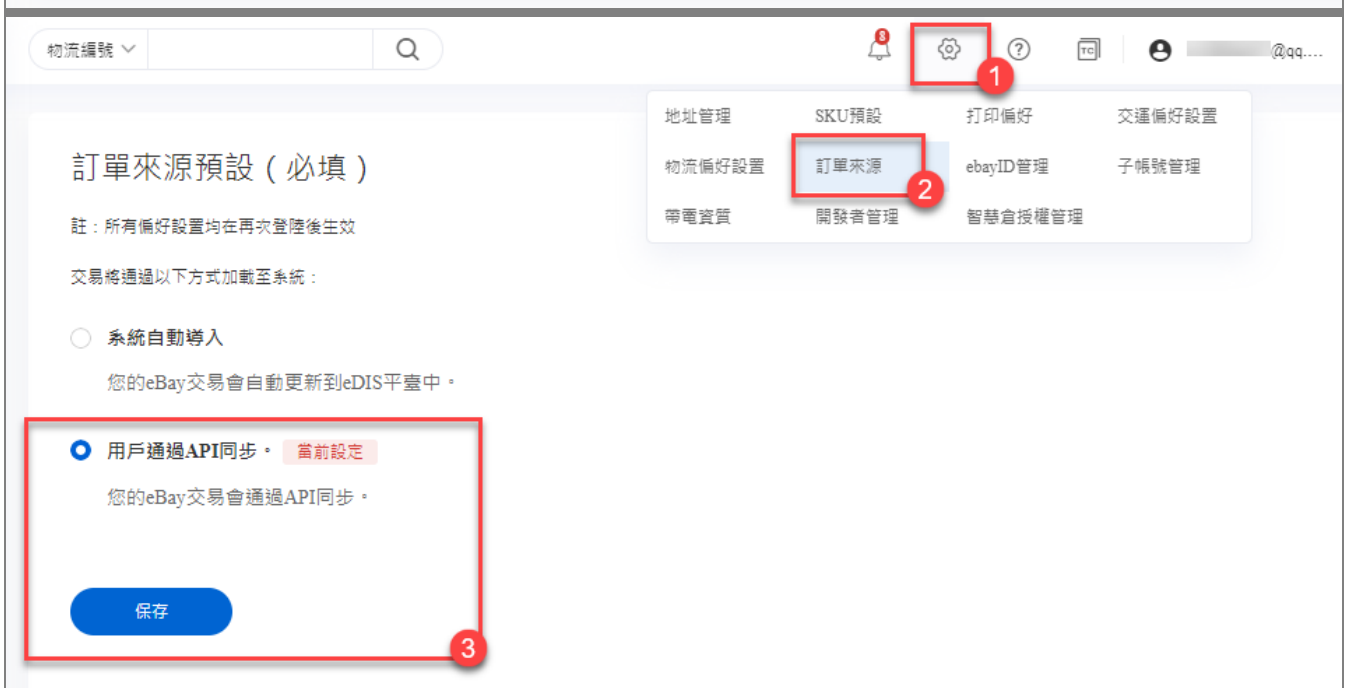 物流編號
8
1
TC
@qq....
地址管理 SKU預設 打印偏好 交運偏好設置
物流偏好設置 訂單來源 ebayID管理 子帳號管理
2
帶電資質 開發者管理 智慧倉授權管理
訂單來源預設（必填）
註：所有偏好設置均在再次登陸後生效
交易將通過以下方式加載至系統：
系統自動導入
您的eBay交易會自動更新到eDIS平臺中。
用戶通過API同步。 當前設定
您的eBay交易會通過API同步。
保存
3